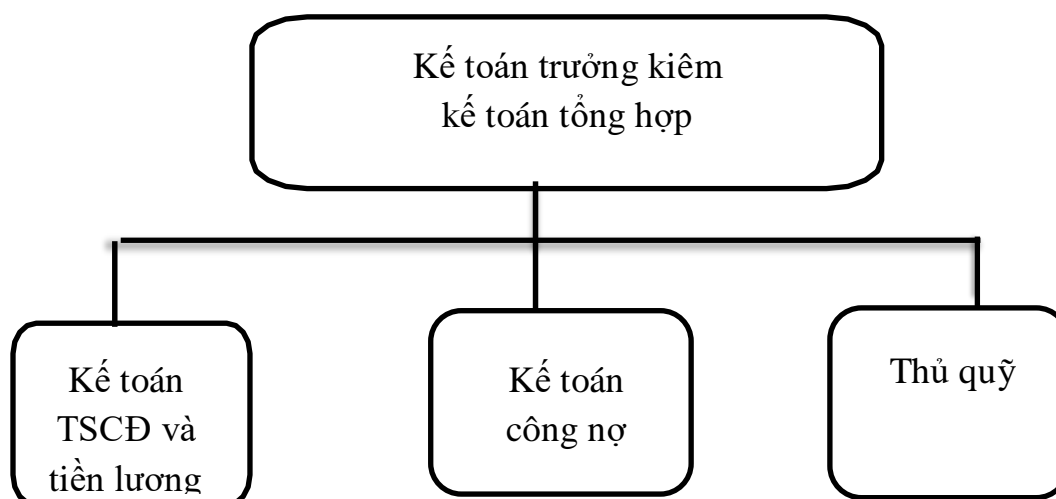 Kế toán trưởng kiêm
kế toán tổng hợp
Kế toán
TSCĐ và
tiền lương
Kế toán
công nợ
Thủ quỹ